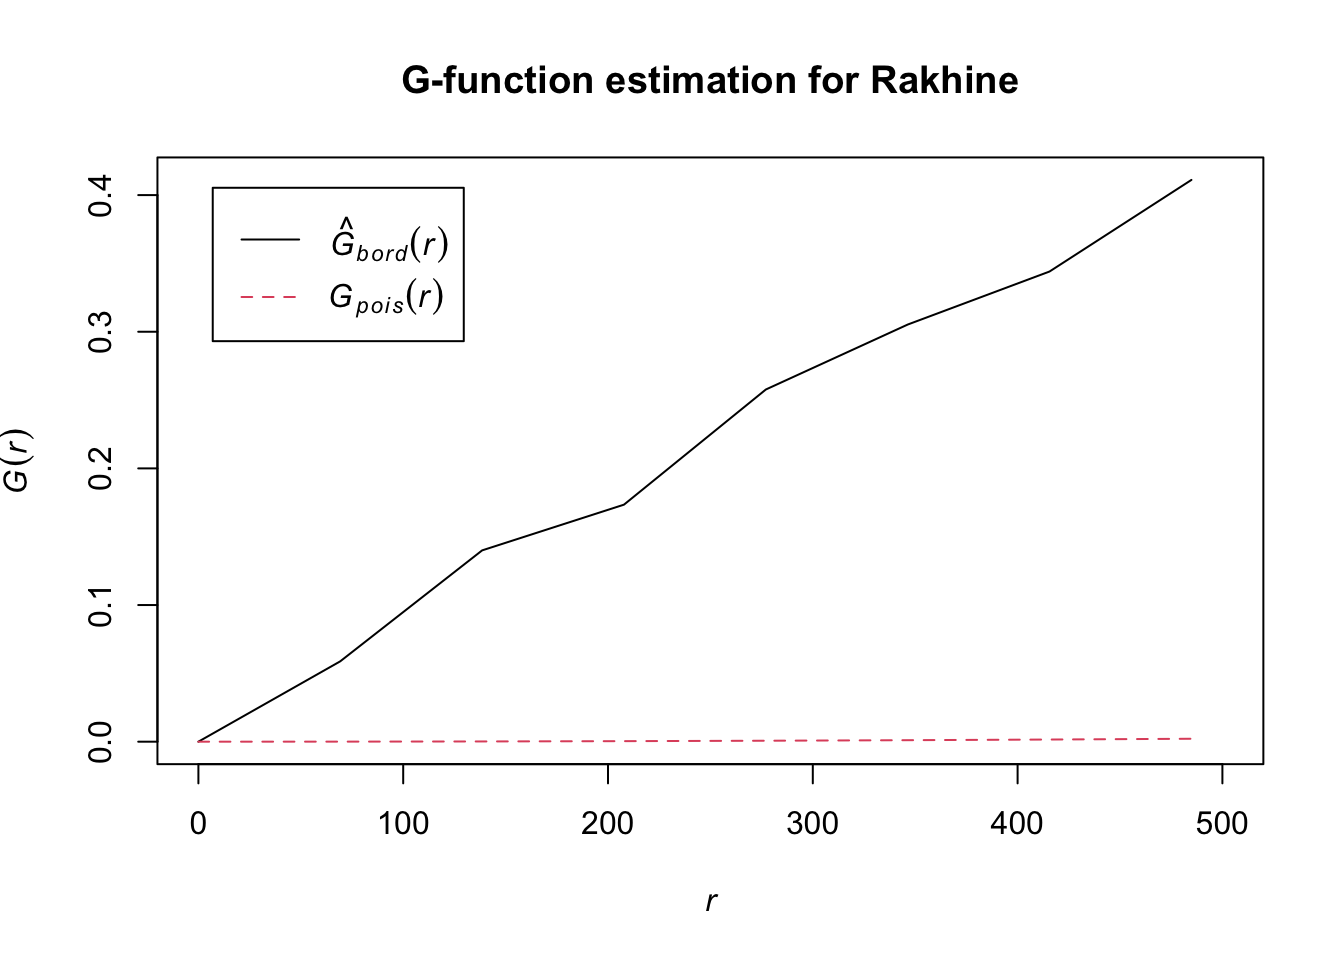 G-function estimation for Rakhine
Ĝbord(r)
Gpois(r)
G(r)
0.4
0.3
0.2
0.1
0.0
0 100 200 300 400 500
r